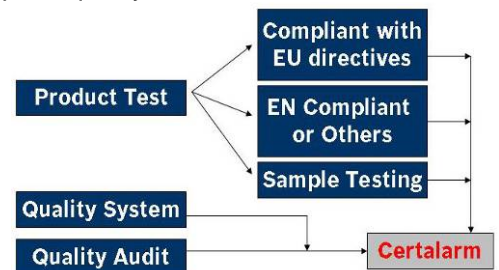 Compliant with
EU directives
Product Test
EN Compliant
or Others
Sample Testing
Quality System
Quality Audit
Certalarm